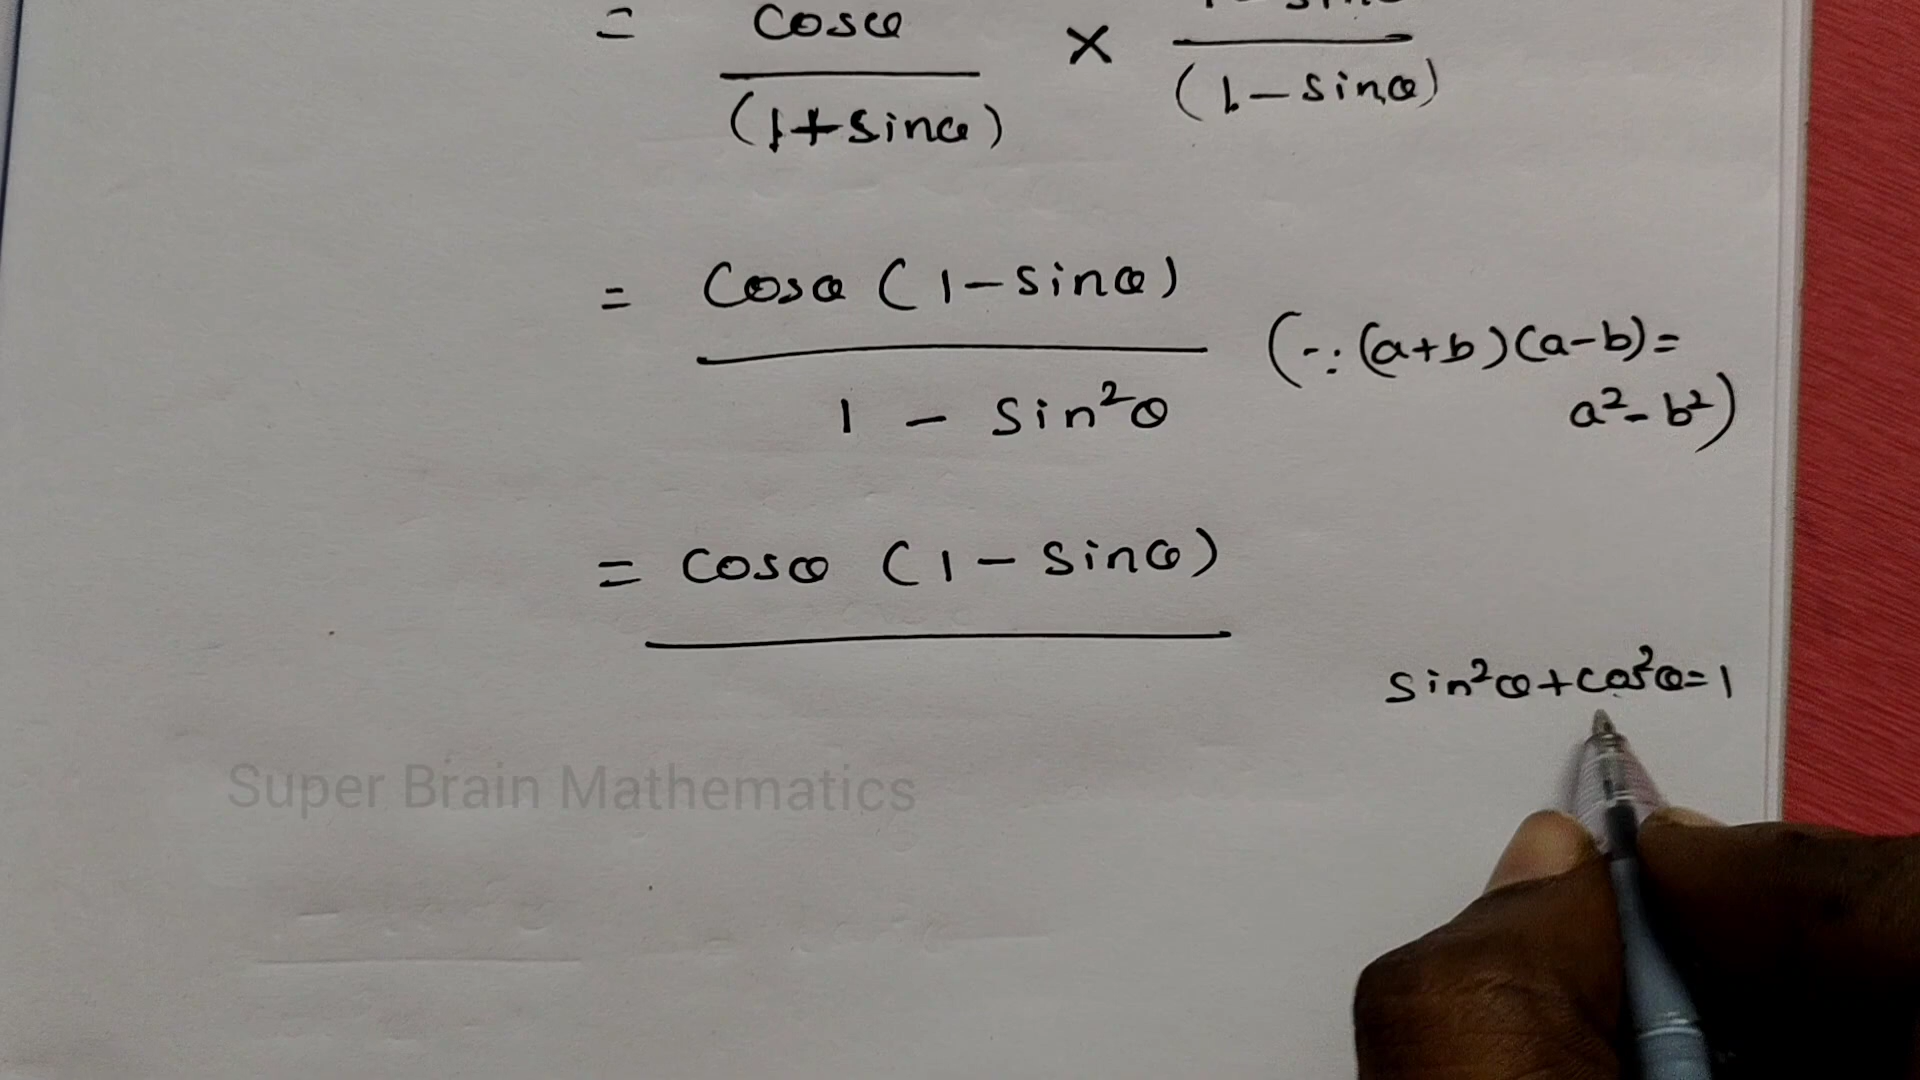 = cosθ × 
(1+sinθ) (1-sinθ)
= Cosθ (1-sinθ)
1 - Sin²θ (∵ (a+b)(a-b)=
a²-b²)
= cosθ (1 - Sinθ)
Sin²θ+cos²θ=1
Super Brain Mathematics